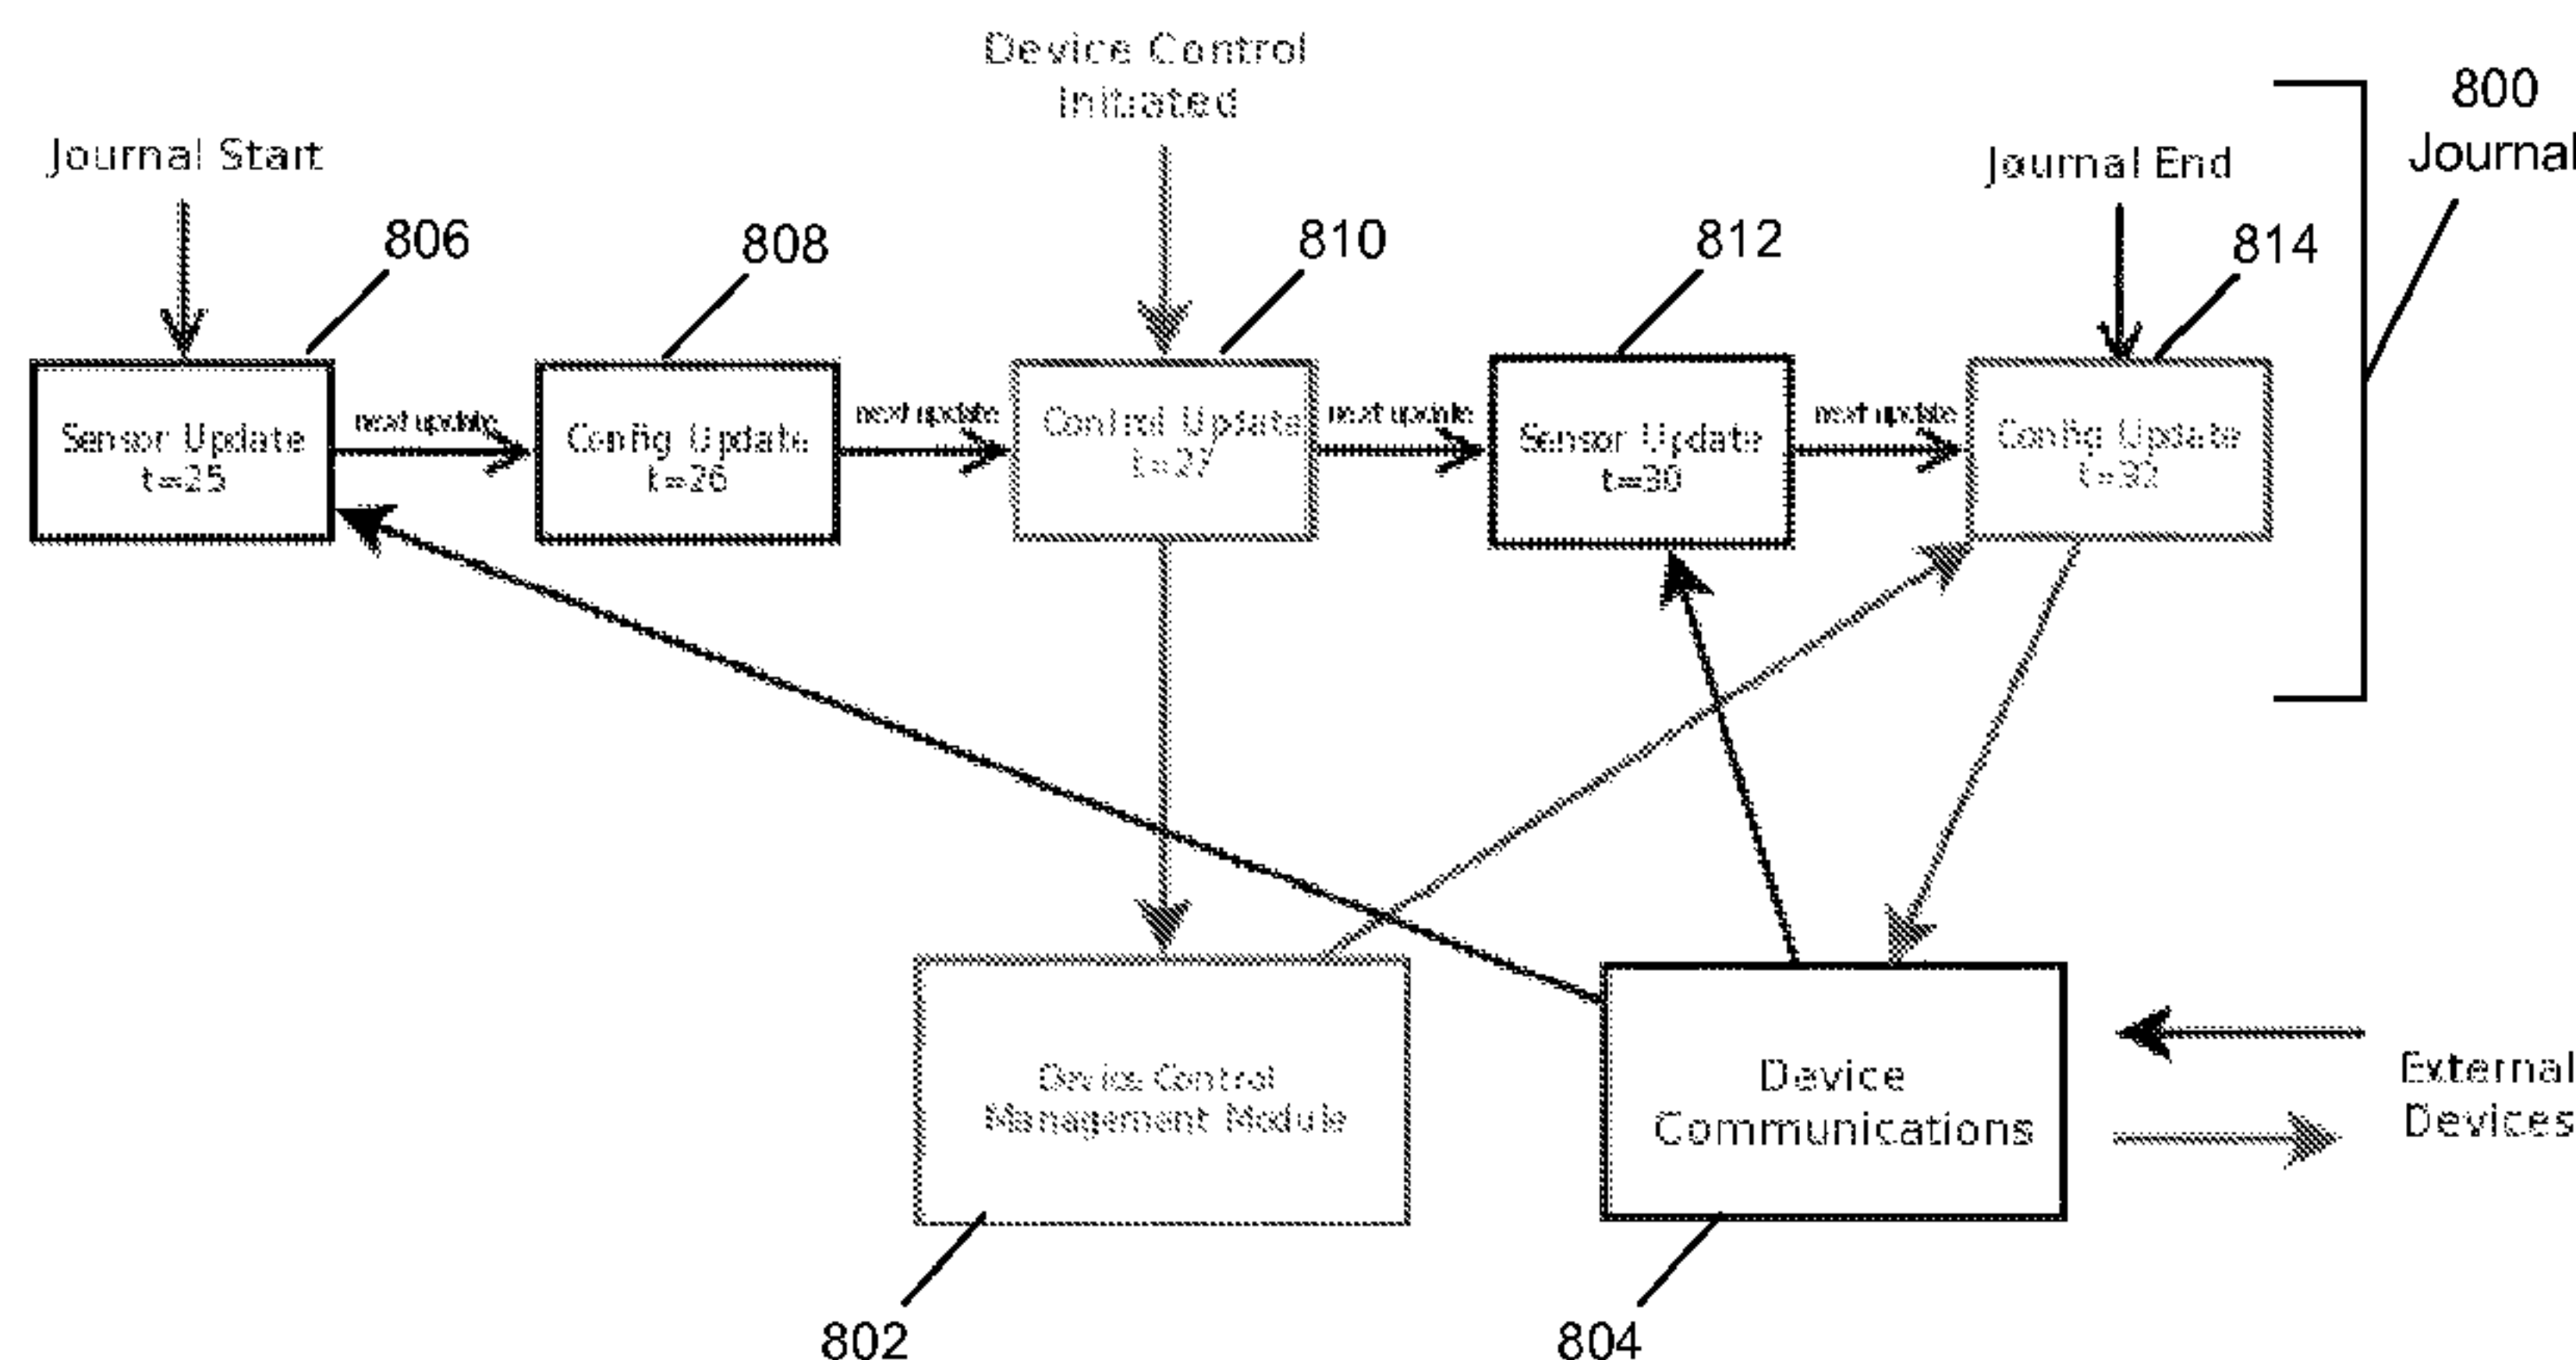 Device Control
Initiated
800
Journal
Journal Start
Journal End
806
808
810
812
814
Sensor Update
t=25
next update
Config Update
t=26
next update
Control Update
t=27
next update
Sensor Update
t=30
next update
Config Update
t=32
Device Control
Management Module
Device
Communications
External
Devices
802
804